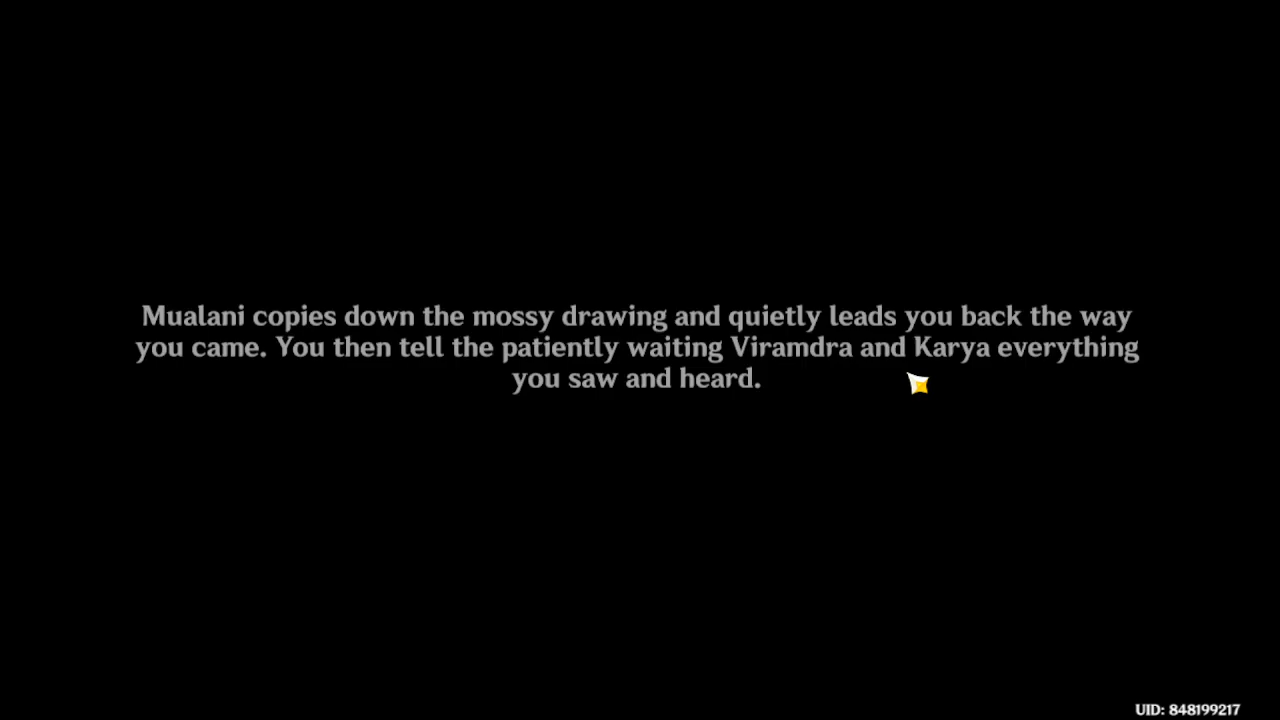 Mualani copies down the mossy drawing and quietly leads you back the way
you came. You then tell the patiently waiting Viramdra and Karya everything
you saw and heard.
UID: 848199217